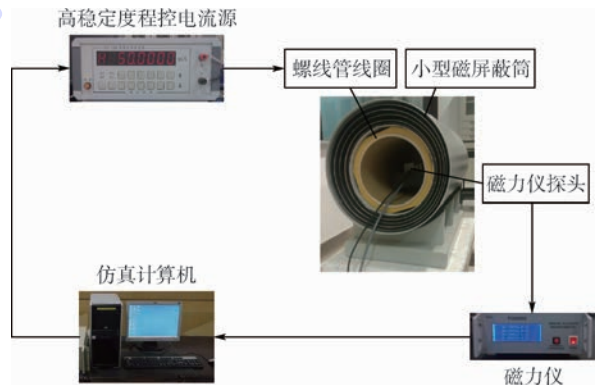 高稳定度程控电流源
螺线管线圈
小型磁屏蔽筒
磁力仪探头
仿真计算机
磁力仪